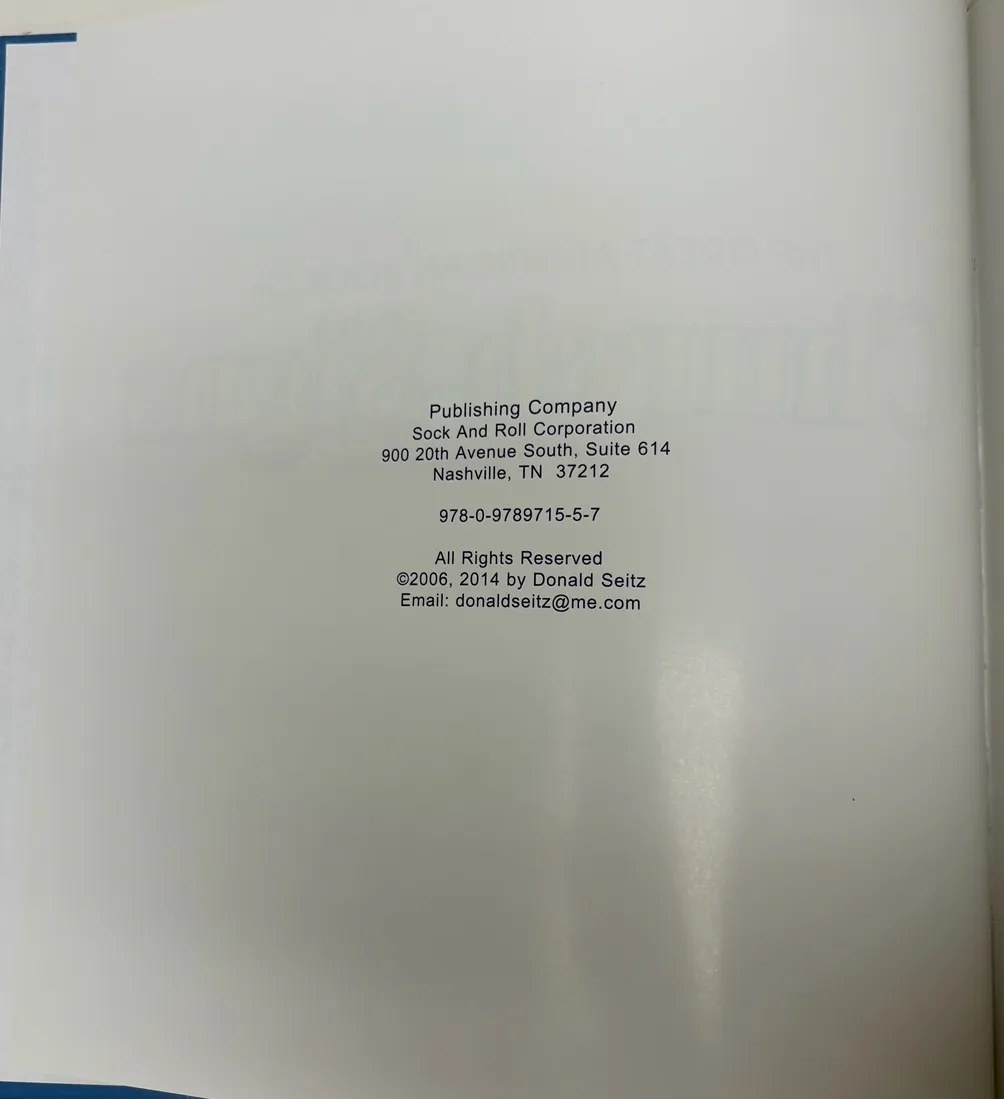 Publishing Company
Sock And Roll Corporation
900 20th Avenue South, Suite 614
Nashville, TN  37212
978-0-9789715-5-7
All Rights Reserved
©2006, 2014 by Donald Seitz
Email: donaldseitz@me.com